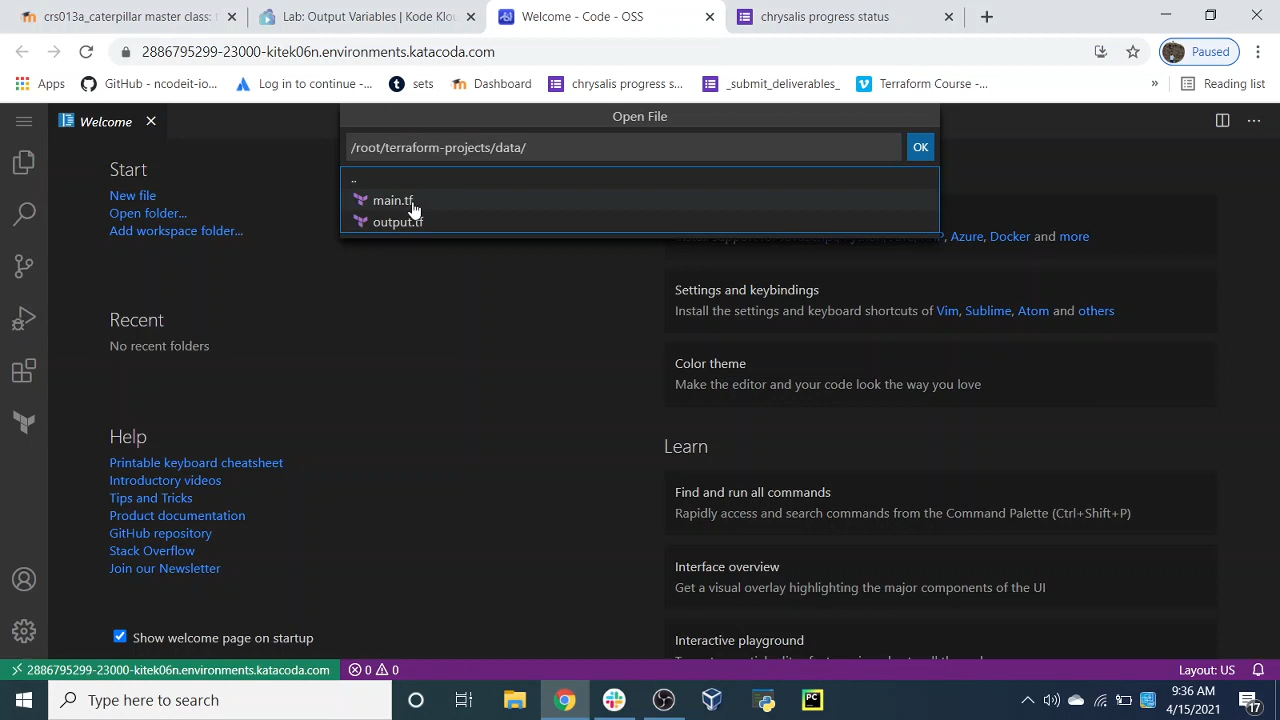 ts013a_caterpillar master class: t
Lab: Output Variables | Kode Klou
Welcome - Code - OSS
chrysalis progress status
2886795299-23000-kitek06n.environments.katacoda.com
Paused
Apps
GitHub - ncodeit-io...
Log in to continue -...
sets
Dashboard
chrysalis progress s...
_submit_deliverables_
Terraform Course -...
»
Reading list
Welcome
Open File
/root/terraform-projects/data/
OK
..
main.tf
output.tf
Start
New file
Open folder...
Add workspace folder...
Recent
No recent folders
Help
Printable keyboard cheatsheet
Introductory videos
Tips and Tricks
Product documentation
GitHub repository
Stack Overflow
Join our Newsletter
Show welcome page on startup
Azure, Docker and more
Settings and keybindings
Install the settings and keyboard shortcuts of Vim, Sublime, Atom and others
Color theme
Make the editor and your code look the way you love
Learn
Find and run all commands
Rapidly access and search commands from the Command Palette (Ctrl+Shift+P)
Interface overview
Get a visual overlay highlighting the major components of the UI
Interactive playground
2886795299-23000-kitek06n.environments.katacoda.com
0
0
Layout: US
Type here to search
PC
9:36 AM
4/15/2021
17